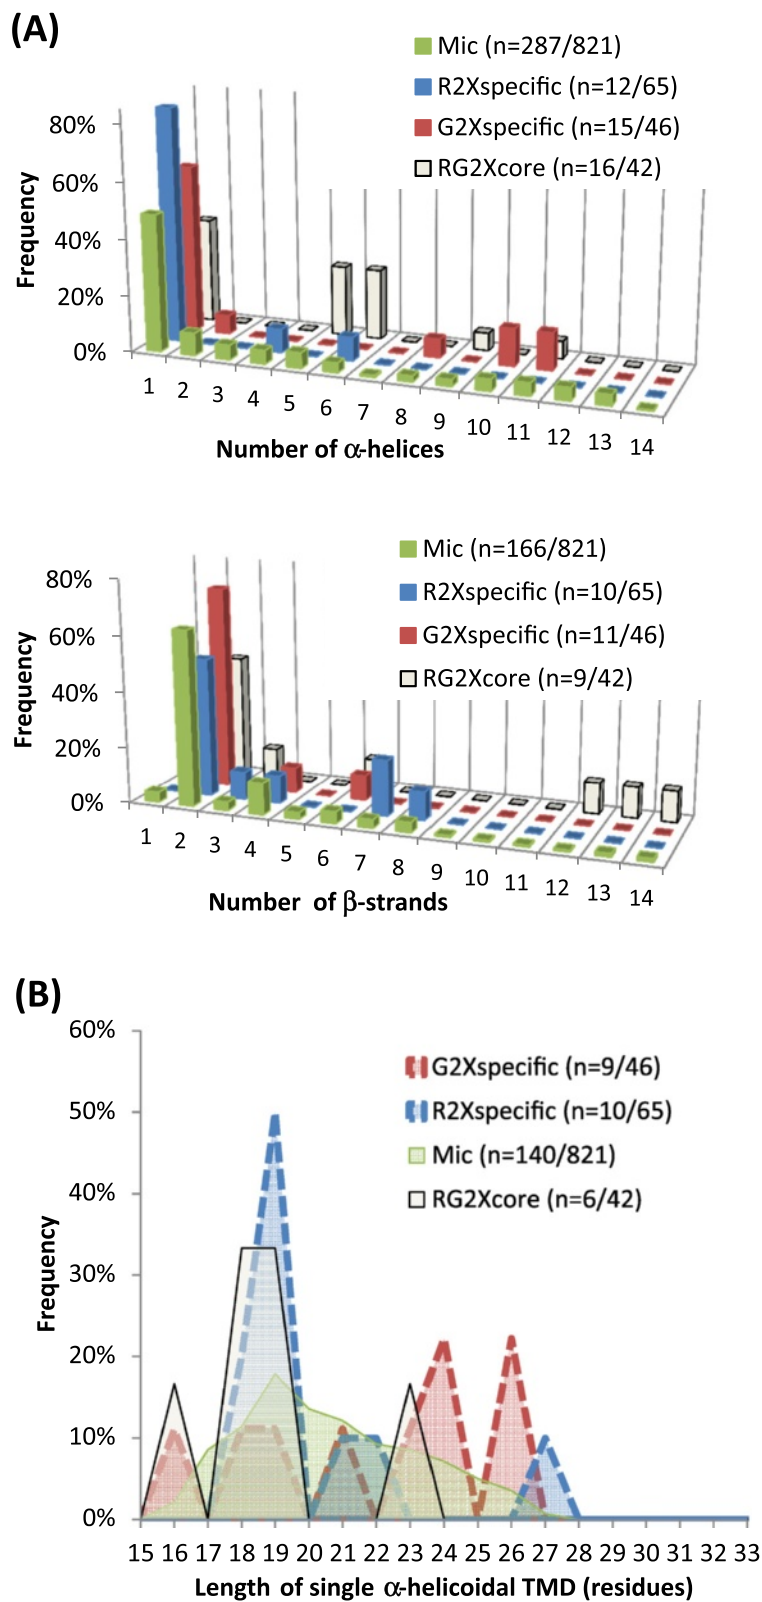 (A)
Mic (n=287/821)
R2Xspecific (n=12/65)
G2Xspecific (n=15/46)
RG2Xcore (n=16/42)
Frequency
80%
60%
40%
20%
0%
1 2 3 4 5 6 7 8 9 10 11 12 13 14
Number of α-helices
Mic (n=166/821)
R2Xspecific (n=10/65)
G2Xspecific (n=11/46)
RG2Xcore (n=9/42)
Frequency
80%
60%
40%
20%
0%
1 2 3 4 5 6 7 8 9 10 11 12 13 14
Number of β-strands
(B)
G2Xspecific (n=9/46)
R2Xspecific (n=10/65)
Mic (n=140/821)
RG2Xcore (n=6/42)
Frequency
60%
50%
40%
30%
20%
10%
0%
15 16 17 18 19 20 21 22 23 24 25 26 27 28 29 30 31 32 33
Length of single α-helicoidal TMD (residues)